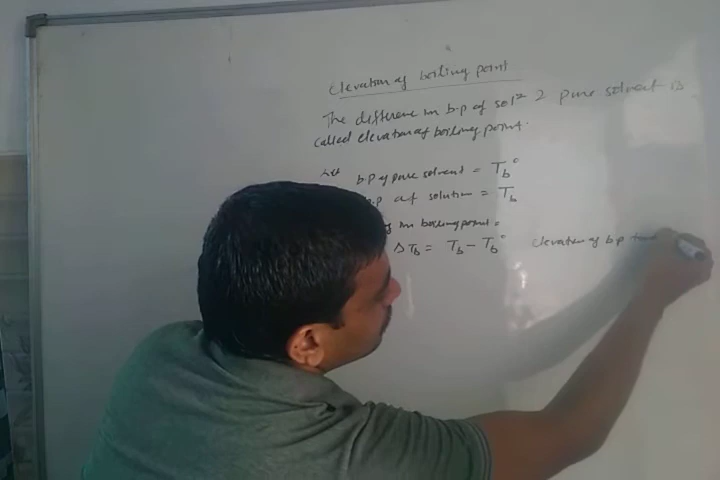 Elevation of boiling point
The difference in b.p of solⁿ & pure solvent is
called elevation of boiling point.
Let b.p of pure solvent = T_b°
b.p of solution = T_b
in boiling point =
ΔT_b = T_b − T_b° elevation of b.p